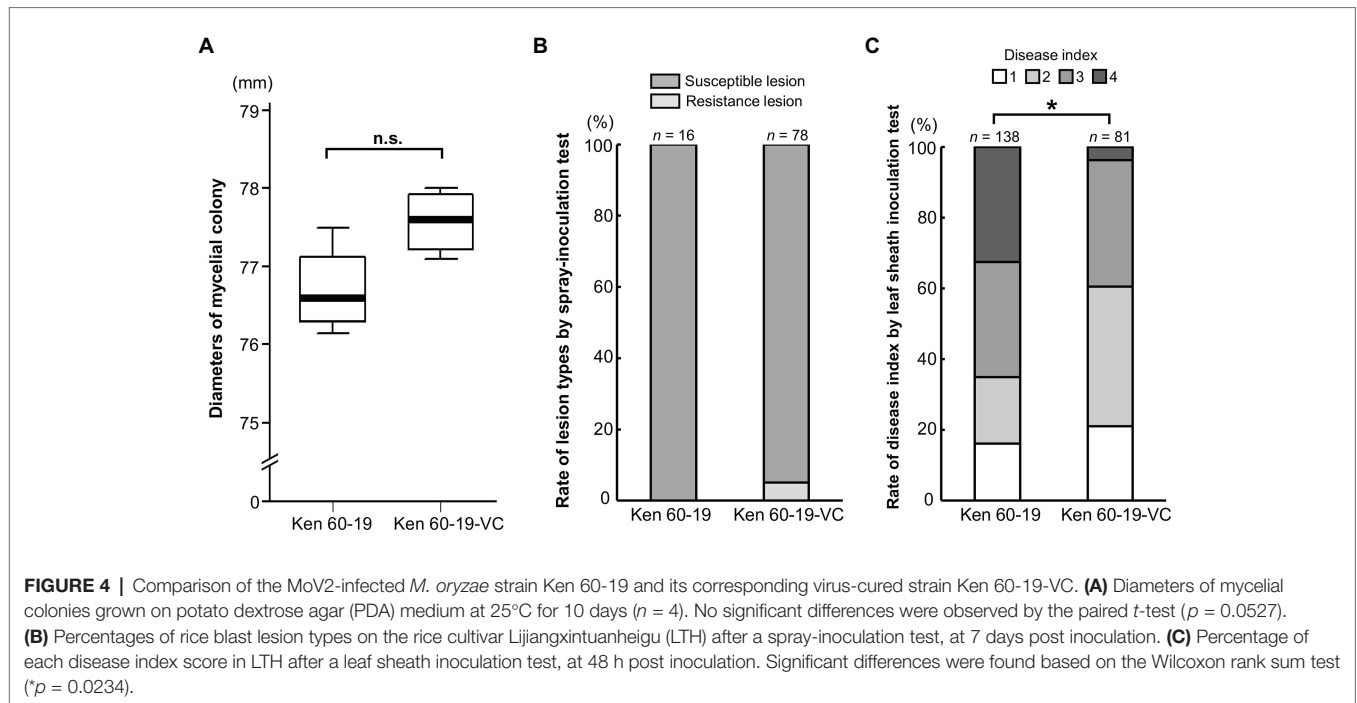 A
(mm)
Diameters of mycelial colony
79
78
77
76
75
0
n.s.
Ken 60-19
Ken 60-19-VC
B
Susceptible lesion
Resistance lesion
Rate of lesion types by spray-inoculation test
(%)
100
80
60
40
20
0
n = 16
n = 78
Ken 60-19
Ken 60-19-VC
C
Disease index
1 2 3 4
*
Rate of disease index by leaf sheath inoculation test
(%)
100
80
60
40
20
0
n = 138
n = 81
Ken 60-19
Ken 60-19-VC
FIGURE 4 | Comparison of the MoV2-infected M. oryzae strain Ken 60-19 and its corresponding virus-cured strain Ken 60-19-VC. (A) Diameters of mycelial
colonies grown on potato dextrose agar (PDA) medium at 25°C for 10 days (n = 4). No significant differences were observed by the paired t-test (p = 0.0527).
(B) Percentages of rice blast lesion types on the rice cultivar Lijiangxintuanheigu (LTH) after a spray-inoculation test, at 7 days post inoculation. (C) Percentage of
each disease index score in LTH after a leaf sheath inoculation test, at 48 h post inoculation. Significant differences were found based on the Wilcoxon rank sum test
(*p = 0.0234).